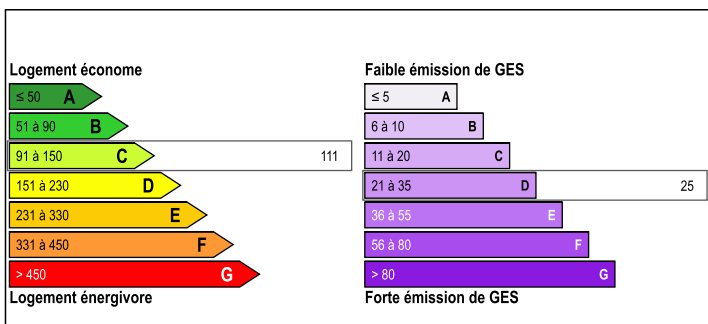 Logement économe
≤ 50 A
51 à 90 B
91 à 150 C 111
151 à 230 D
231 à 330 E
331 à 450 F
> 450 G
Logement énergivore
Faible émission de GES
≤ 5 A
6 à 10 B
11 à 20 C
21 à 35 D 25
36 à 55 E
56 à 80 F
> 80 G
Forte émission de GES